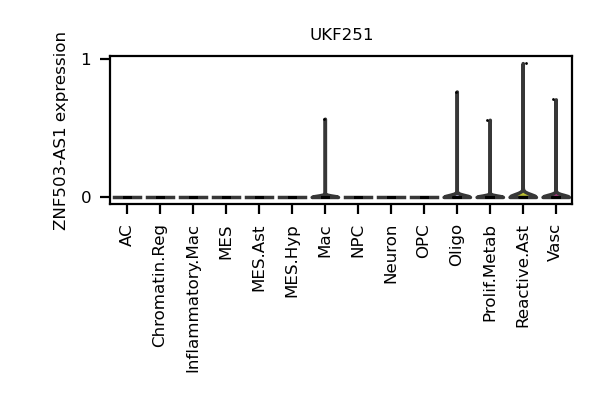 UKF251
ZNF503-AS1 expression
1
0
AC
Chromatin.Reg
Inflammatory.Mac
MES
MES.Ast
MES.Hyp
Mac
NPC
Neuron
OPC
Oligo
Prolif.Metab
Reactive.Ast
Vasc